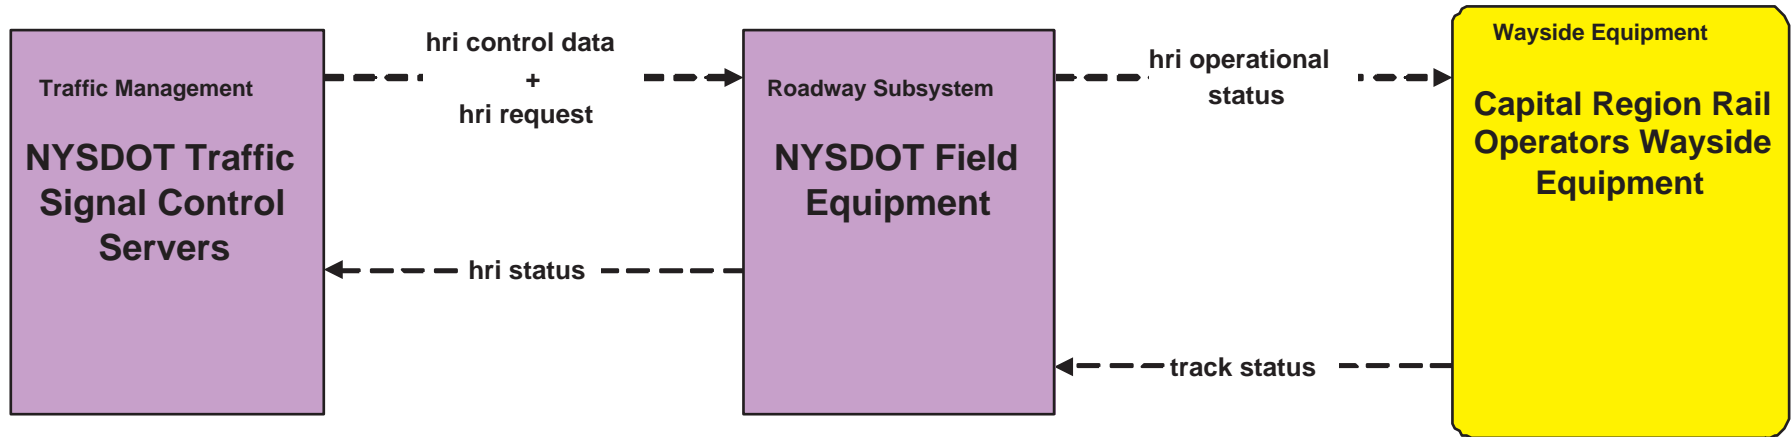 Traffic Management
NYSDOT Traffic
Signal Control
Servers
hri control data
+
hri request
hri status
Roadway Subsystem
NYSDOT Field
Equipment
hri operational
status
track status
Wayside Equipment
Capital Region Rail
Operators Wayside
Equipment